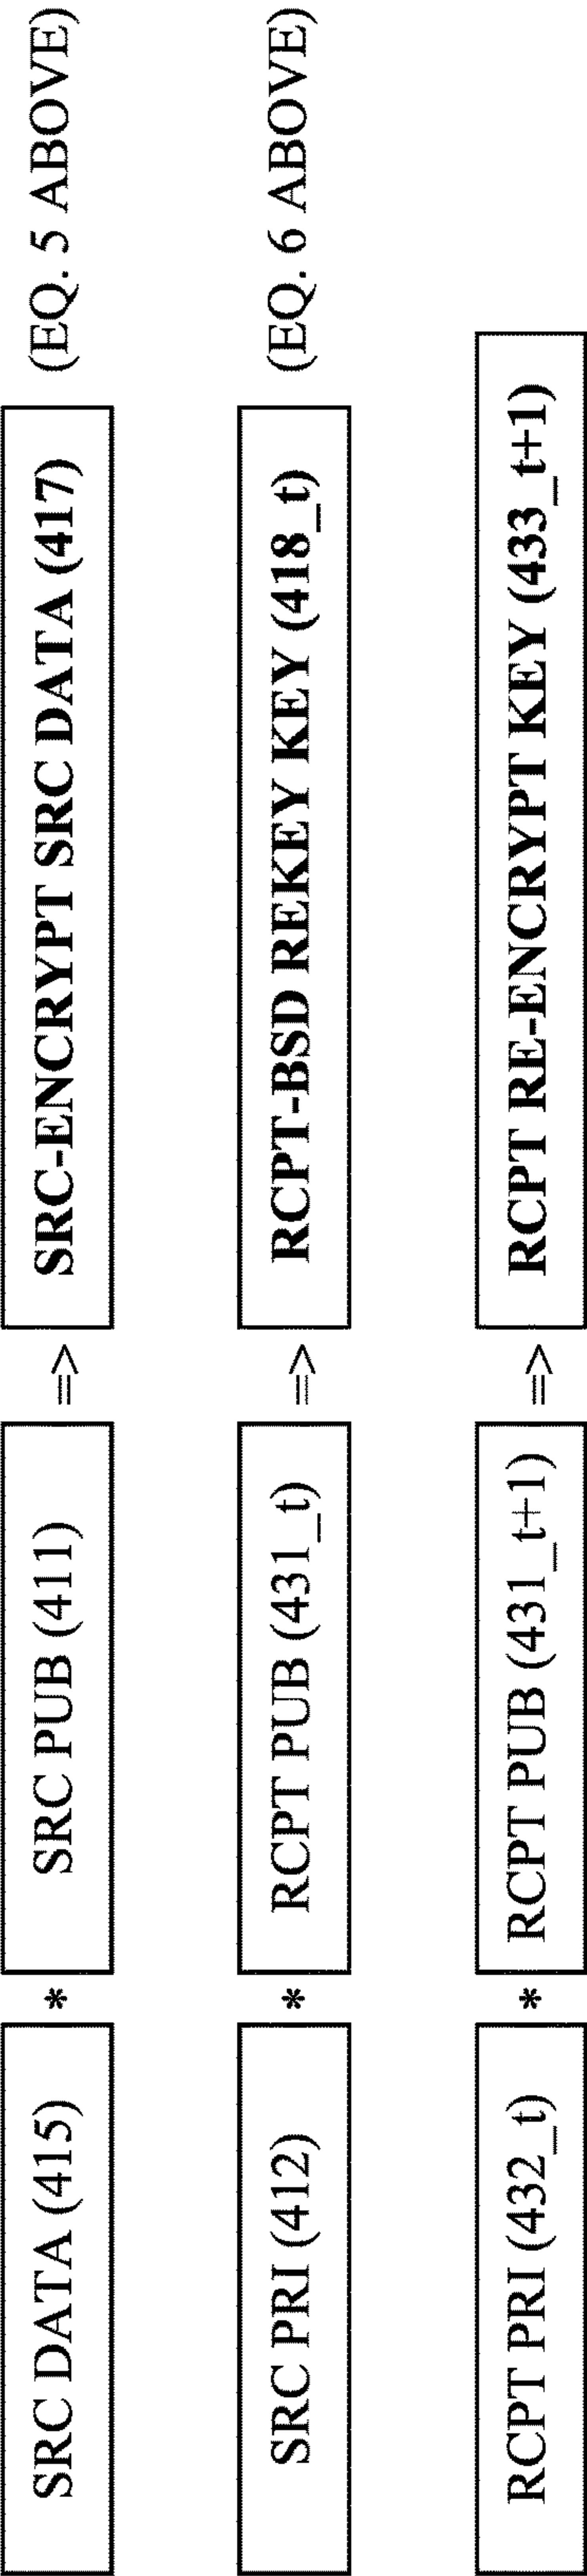 SRC DATA (415) * SRC PUB (411) => SRC-ENCRYPT SRC DATA (417) (EQ. 5 ABOVE)
SRC PRI (412) * RCPT PUB (431_t) => RCPT-BSD REKEY KEY (418_t) (EQ. 6 ABOVE)
RCPT PRI (432_t) * RCPT PUB (431_t+1) => RCPT RE-ENCRYPT KEY (433_t+1)